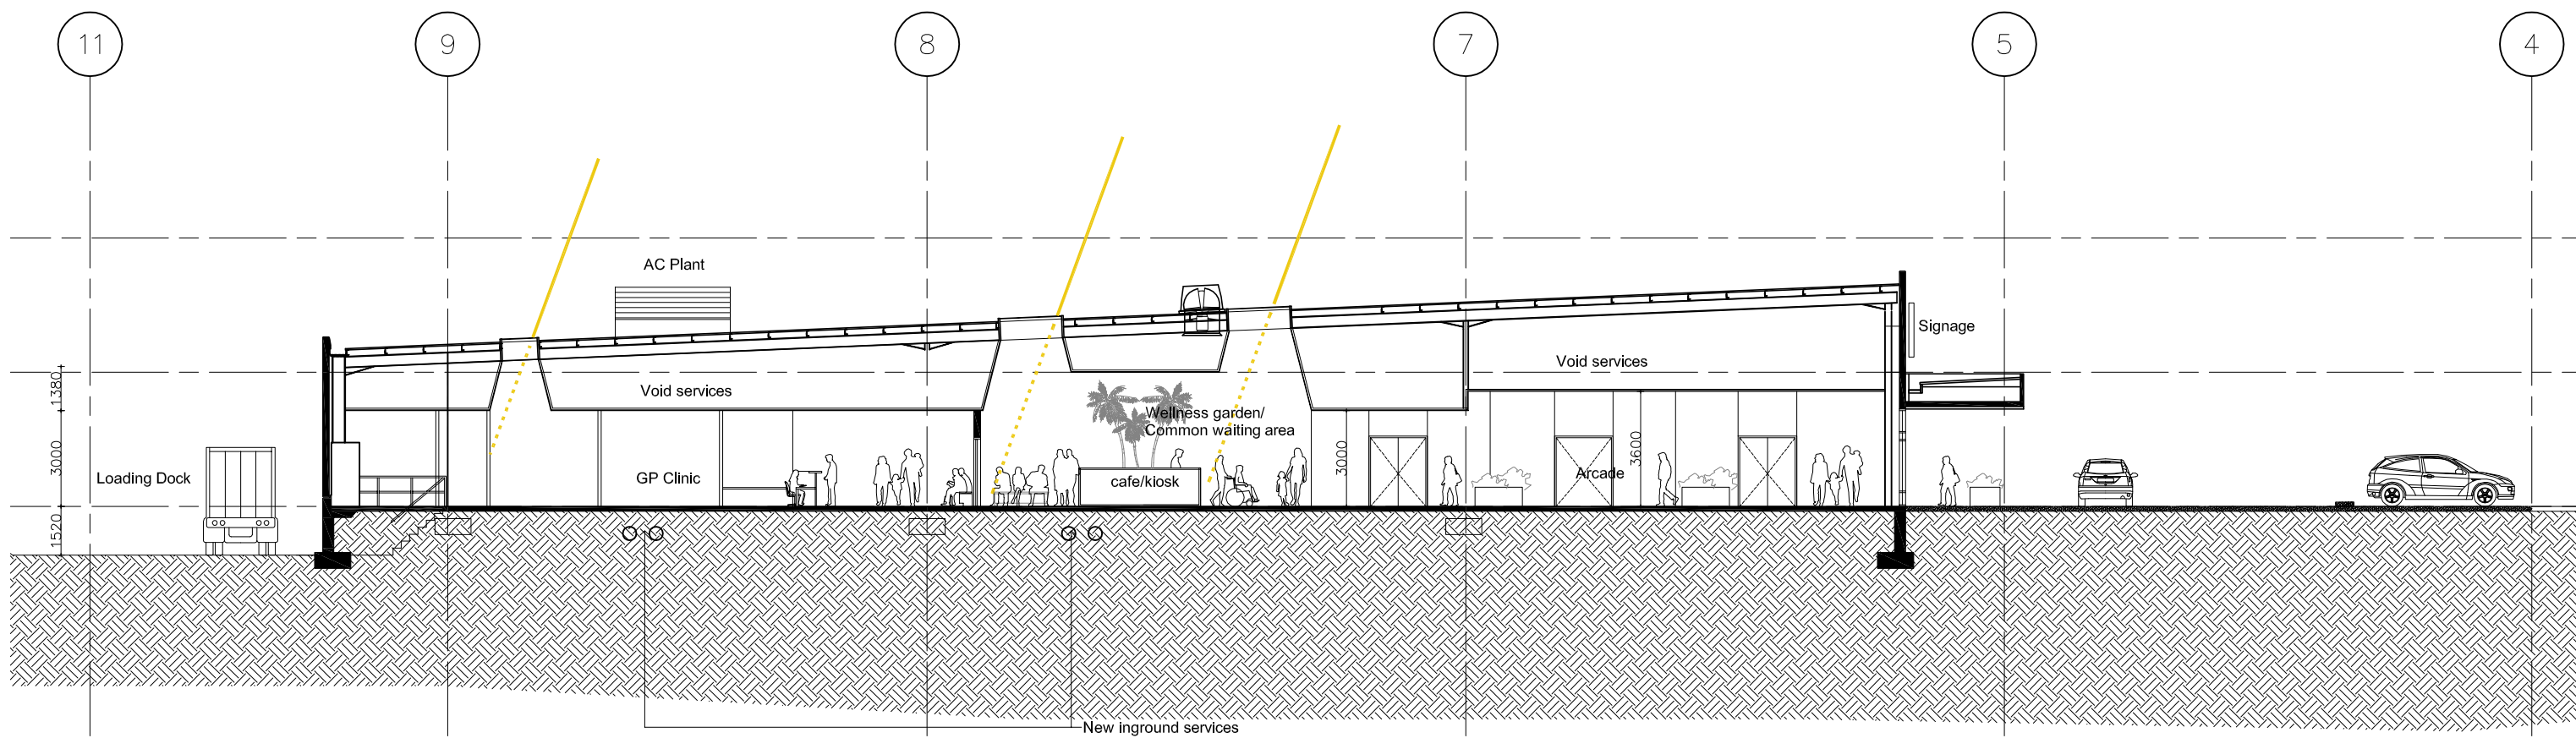 11
9
8
7
5
4
AC Plant
Signage
Void services
Void services
1380
Wellness garden/
Common waiting area
3000
3000
3600
Loading Dock
GP Clinic
cafe/kiosk
Arcade
1520
New inground services